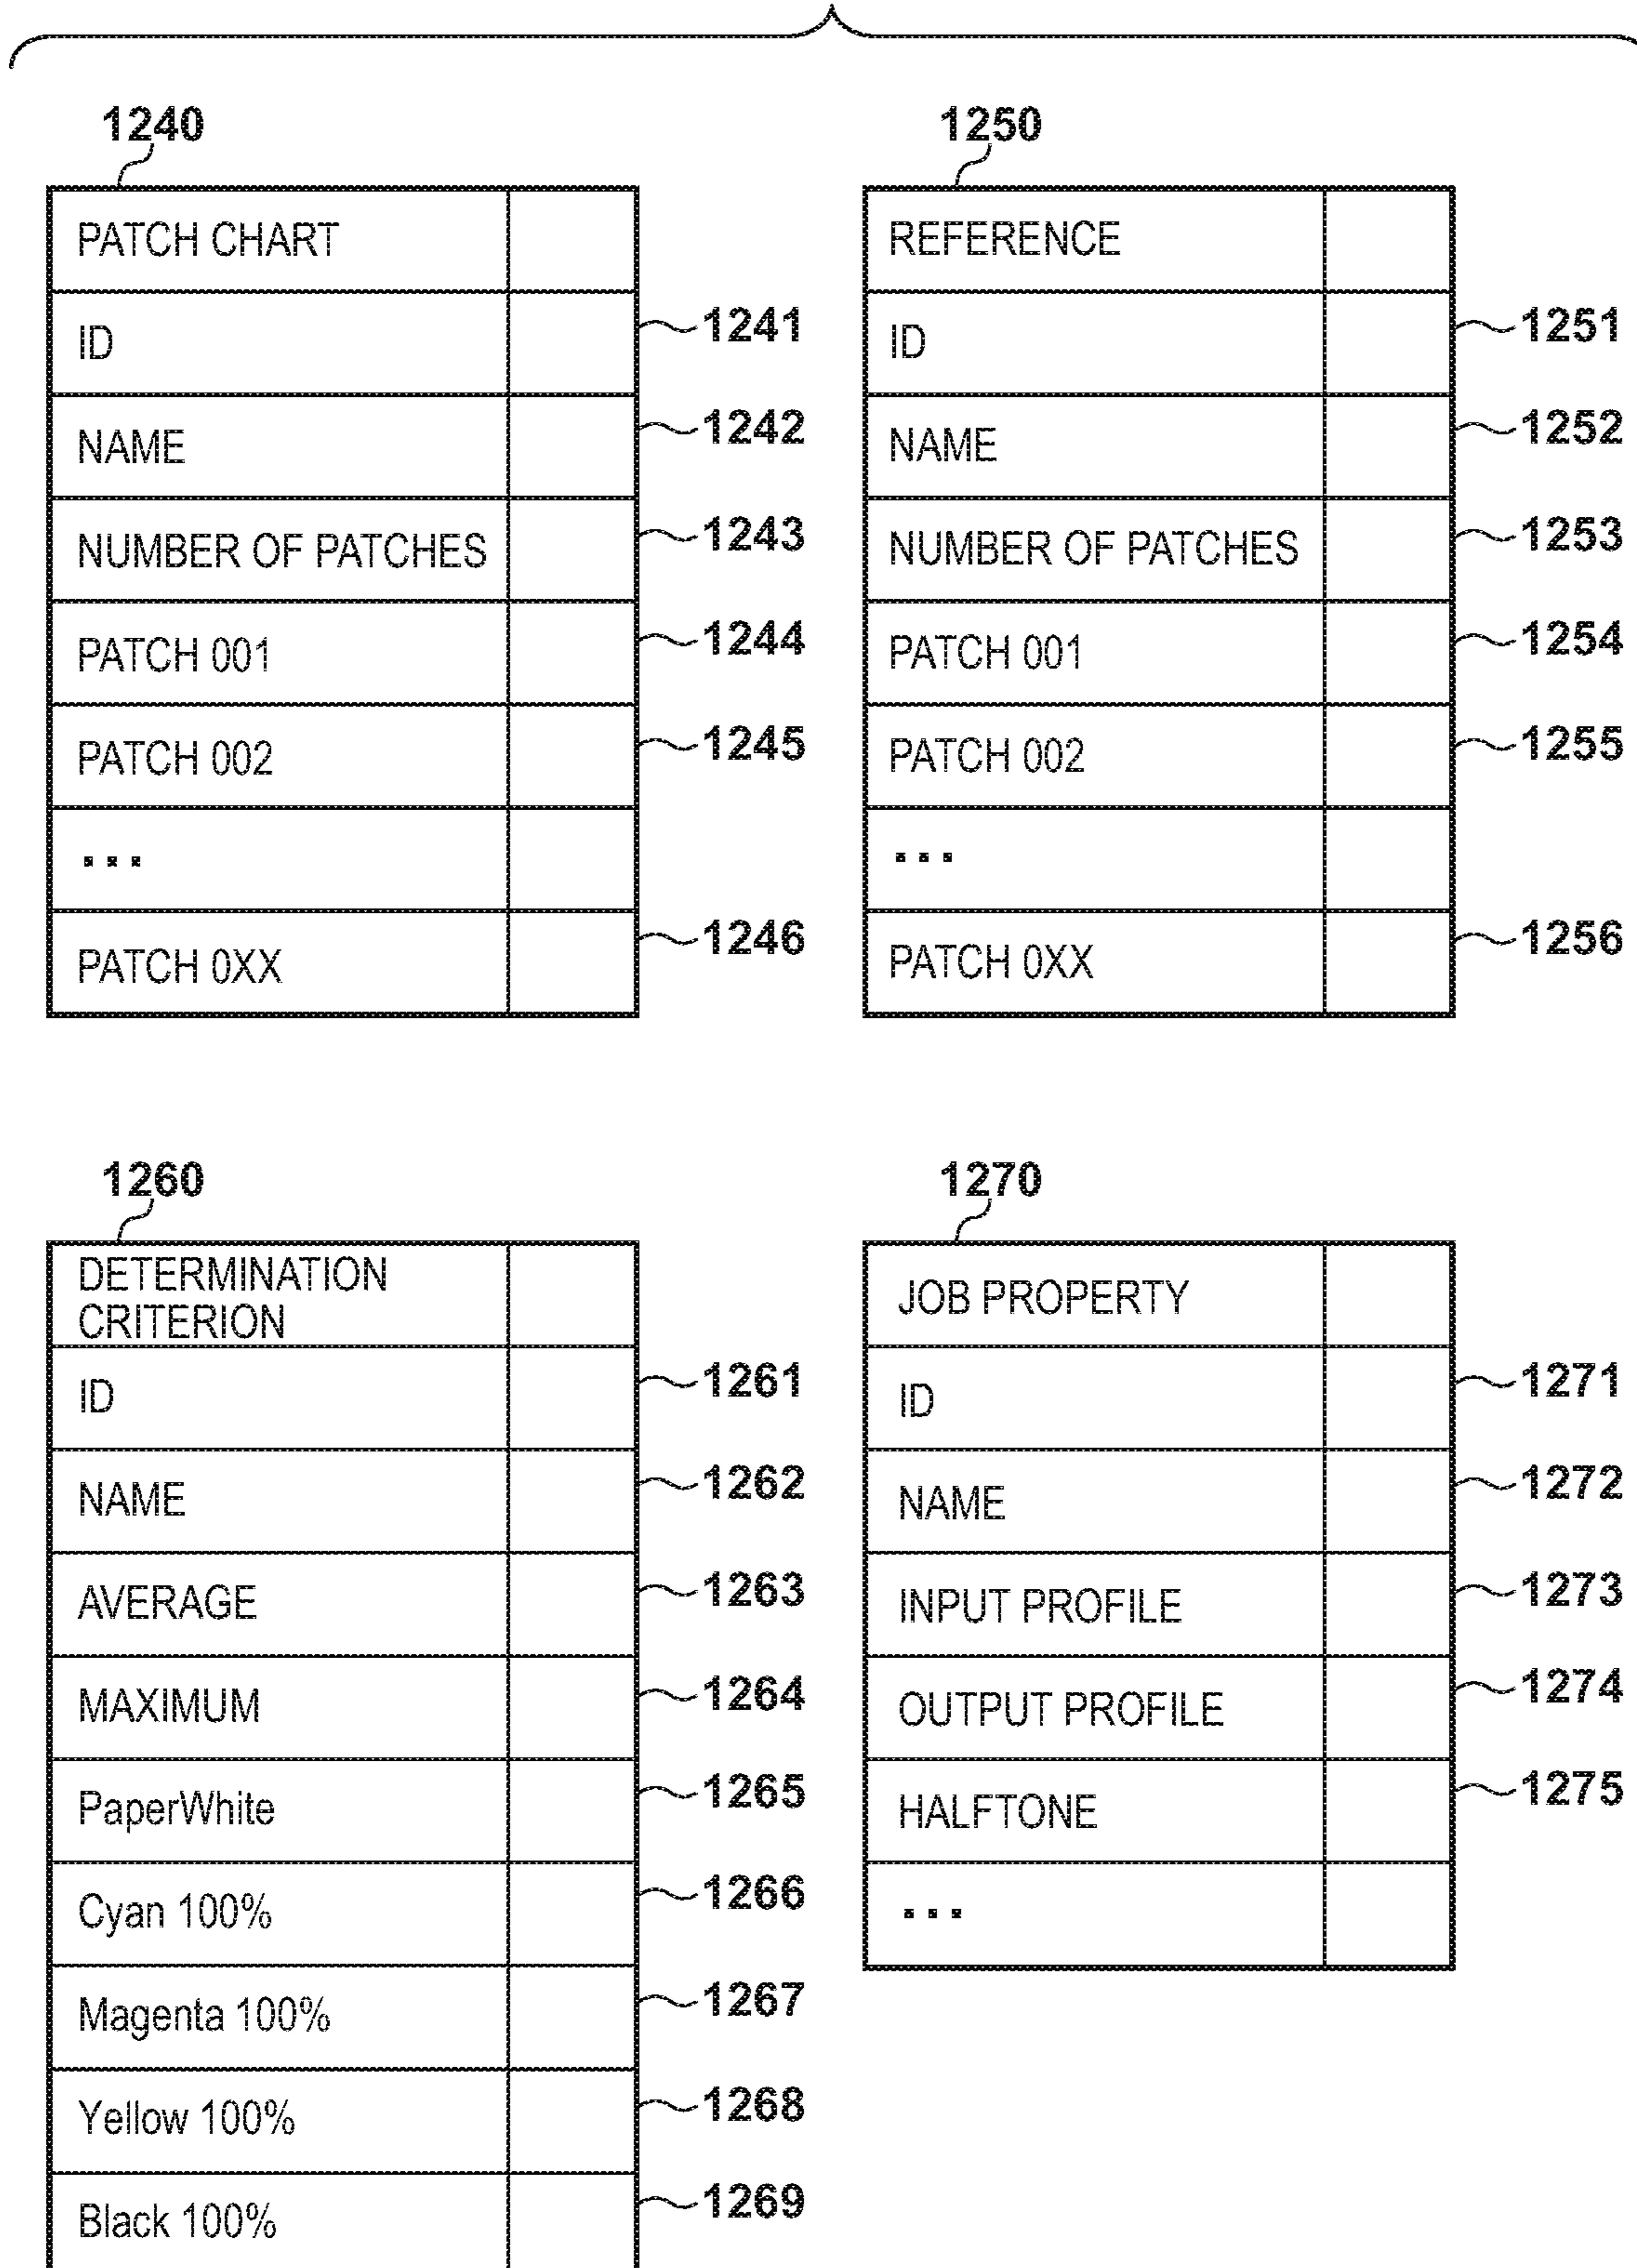 1240
PATCH CHART
ID 1241
NAME 1242
NUMBER OF PATCHES 1243
PATCH 001 1244
PATCH 002 1245
...
PATCH 0XX 1246
1250
REFERENCE
ID 1251
NAME 1252
NUMBER OF PATCHES 1253
PATCH 001 1254
PATCH 002 1255
...
PATCH 0XX 1256
1260
DETERMINATION
CRITERION
ID 1261
NAME 1262
AVERAGE 1263
MAXIMUM 1264
PaperWhite 1265
Cyan 100% 1266
Magenta 100% 1267
Yellow 100% 1268
Black 100% 1269
1270
JOB PROPERTY
ID 1271
NAME 1272
INPUT PROFILE 1273
OUTPUT PROFILE 1274
HALFTONE 1275
...